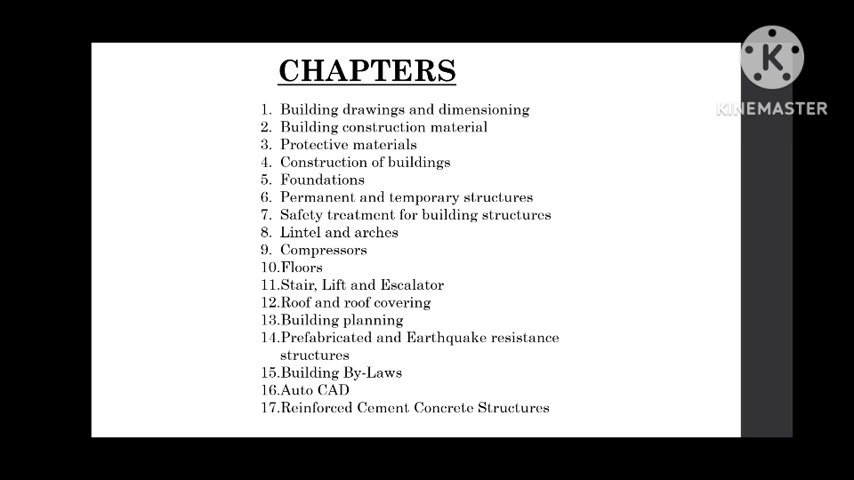 CHAPTERS
1. Building drawings and dimensioning
2. Building construction material
3. Protective materials
4. Construction of buildings
5. Foundations
6. Permanent and temporary structures
7. Safety treatment for building structures
8. Lintel and arches
9. Compressors
10.Floors
11.Stair, Lift and Escalator
12.Roof and roof covering
13.Building planning
14.Prefabricated and Earthquake resistance
structures
15.Building By-Laws
16.Auto CAD
17.Reinforced Cement Concrete Structures
K
KINEMASTER